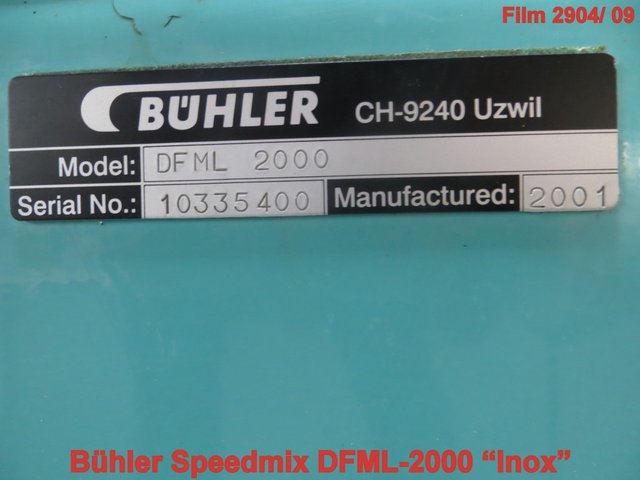 Film 2904/ 09
BÜHLER CH-9240 Uzwil
Model: DFML 2000
Serial No.: 10335400 Manufactured: 2001
Bühler Speedmix DFML-2000 “Inox”